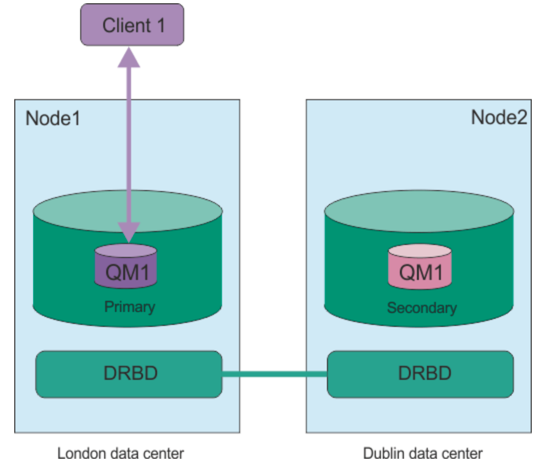 Client 1
Node1
Node2
QM1
Primary
QM1
Secondary
DRBD
DRBD
London data center
Dublin data center